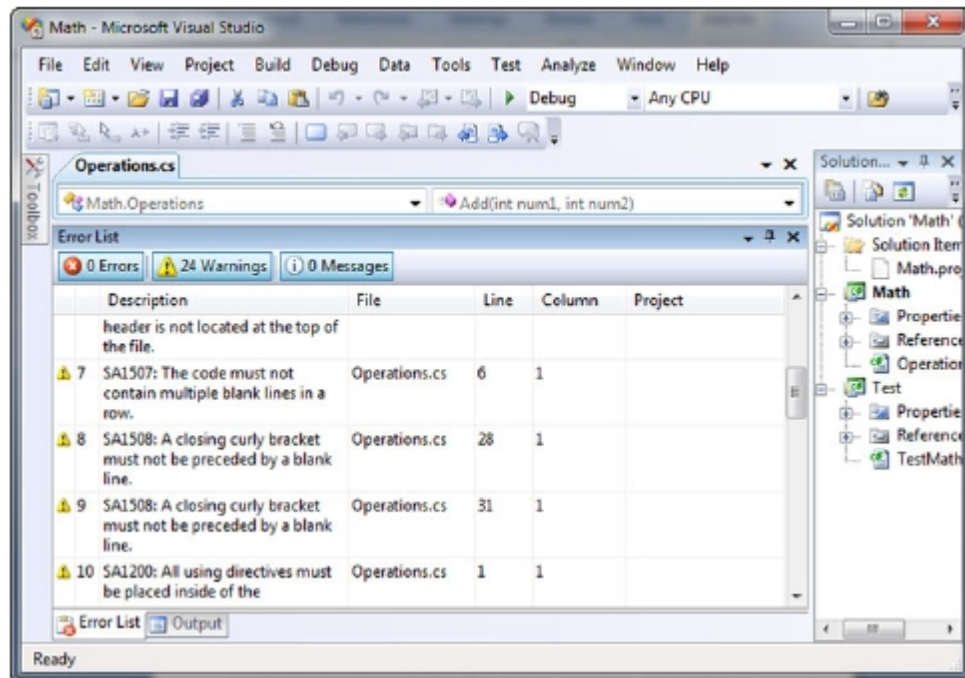 Math - Microsoft Visual Studio
File Edit View Project Build Debug Data Tools Test Analyze Window Help
Debug Any CPU
Toolbox
Operations.cs
Math.Operations
Add(int num1, int num2)
Error List
0 Errors 24 Warnings 0 Messages
Description File Line Column Project
header is not located at the top of
the file.
7 SA1507: The code must not Operations.cs 6 1
contain multiple blank lines in a
row.
8 SA1508: A closing curly bracket Operations.cs 28 1
must not be preceded by a blank
line.
9 SA1508: A closing curly bracket Operations.cs 31 1
must not be preceded by a blank
line.
10 SA1200: All using directives must Operations.cs 1 1
be placed inside of the
Error List Output
Ready
Solution...
Solution 'Math' (
Solution Item
Math.pro
Math
Propertie
Reference
Operation
Test
Propertie
Reference
TestMath